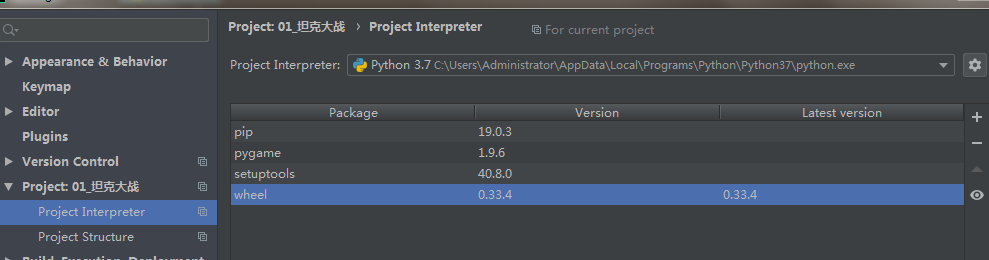 Project: 01_坦克大战 › Project Interpreter
For current project
Appearance & Behavior
Keymap
Editor
Plugins
Version Control
Project: 01_坦克大战
Project Interpreter
Project Structure
Project Interpreter: Python 3.7 C:\Users\Administrator\AppData\Local\Programs\Python\Python37\python.exe
Package Version Latest version
pip 19.0.3
pygame 1.9.6
setuptools 40.8.0
wheel 0.33.4 0.33.4